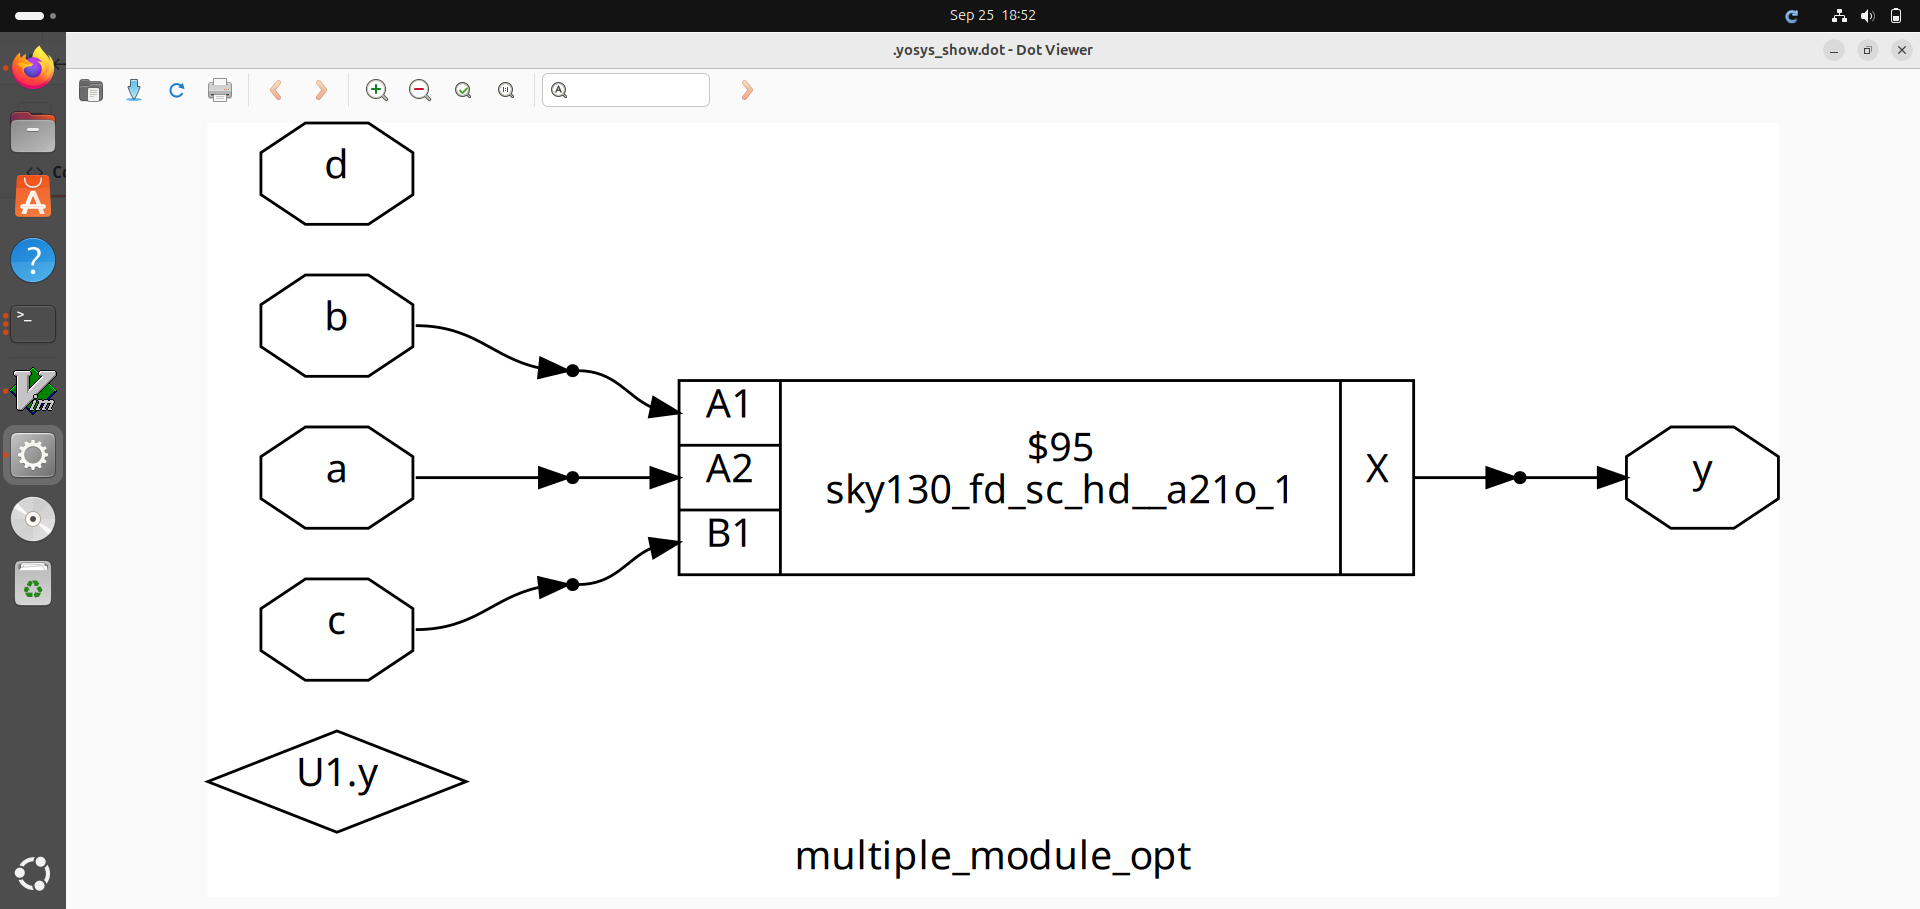 Sep 25 18:52
.yosys_show.dot - Dot Viewer
d
b
a
c
U1.y
A1
A2
B1
$95
sky130_fd_sc_hd__a21o_1
X
y
multiple_module_opt